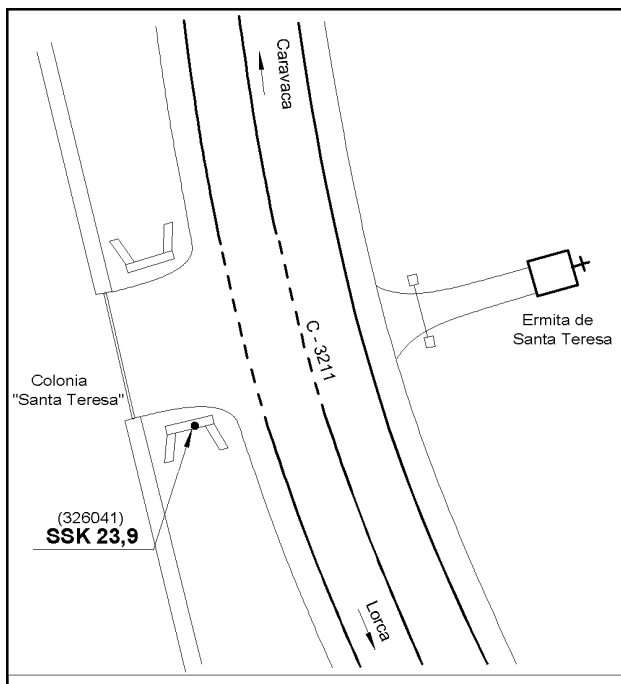 Caravaca
C - 3211
Ermita de
Santa Teresa
Colonia
"Santa Teresa"
(326041)
SSK 23,9
Lorca